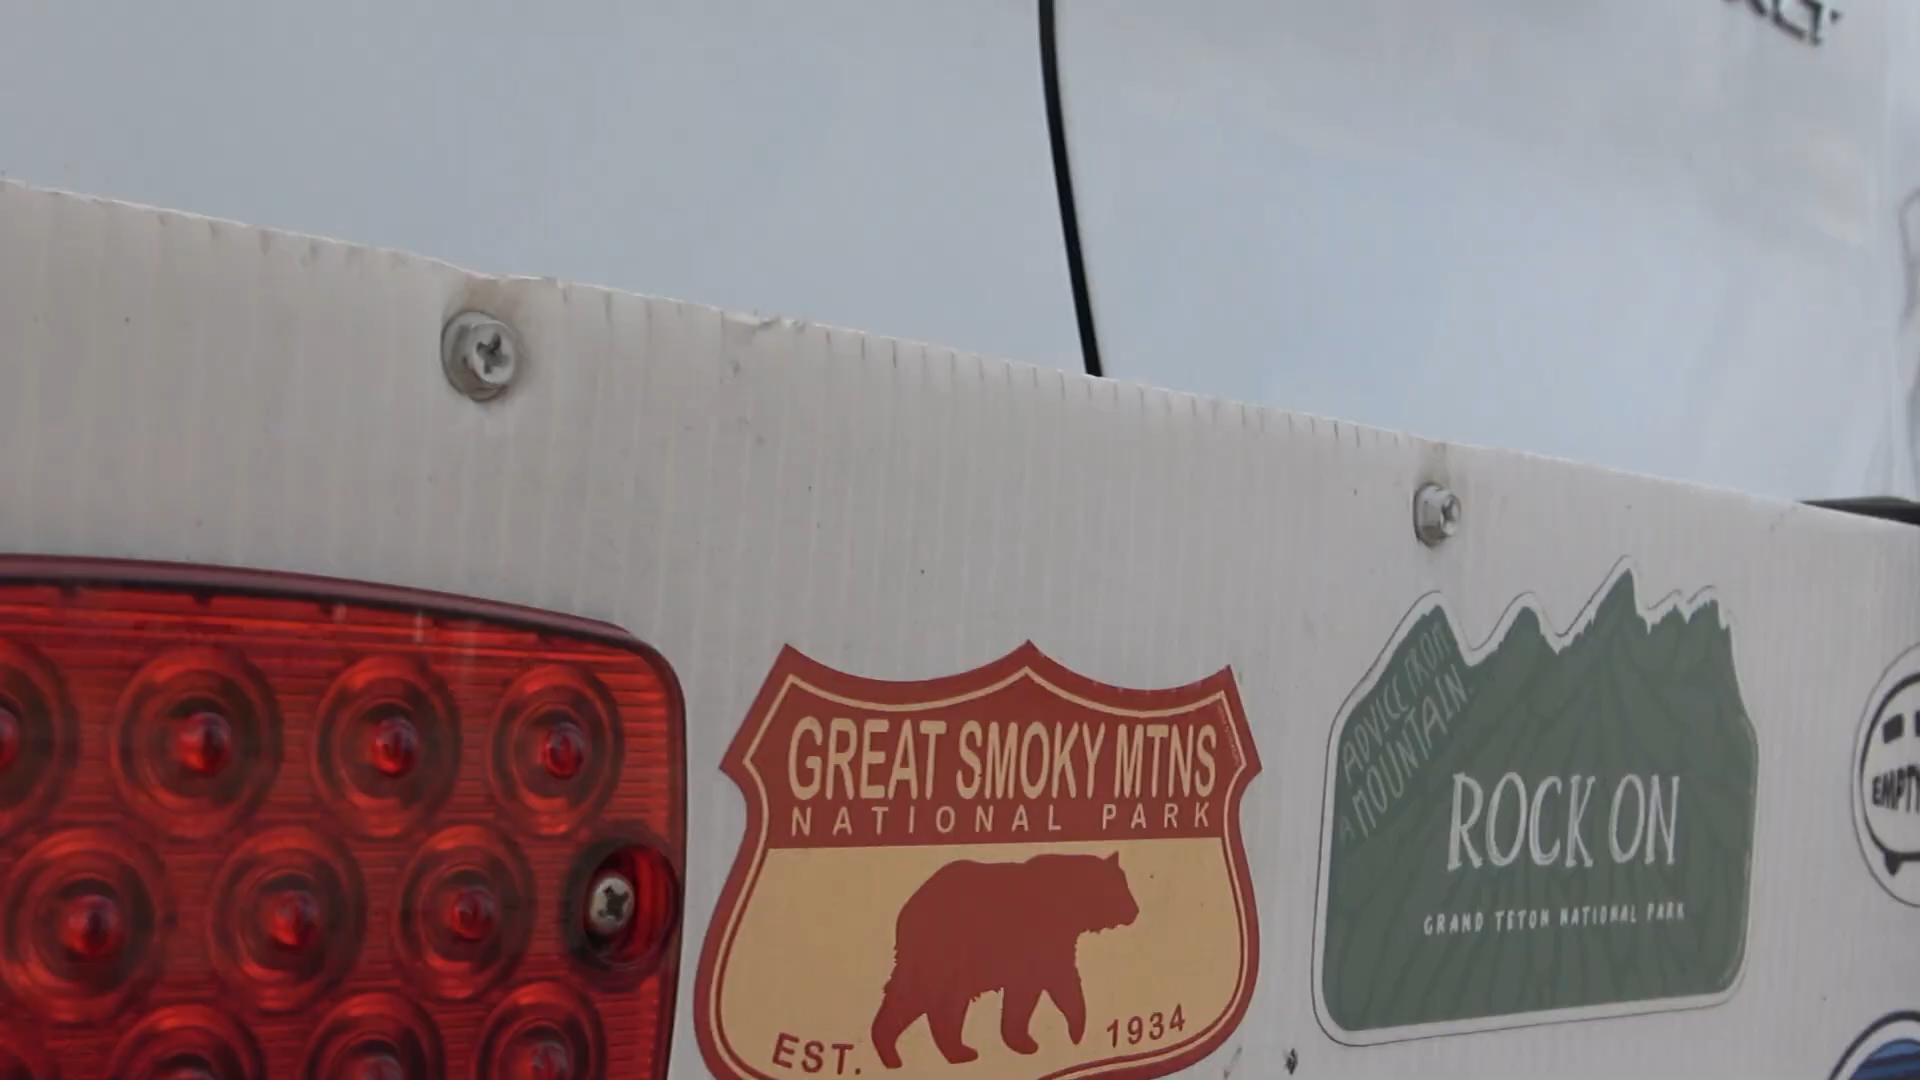 GREAT SMOKY MTNS
NATIONAL PARK
EST. 1934
ADVICE FROM
A MOUNTAIN
ROCK ON
GRAND TETON NATIONAL PARK